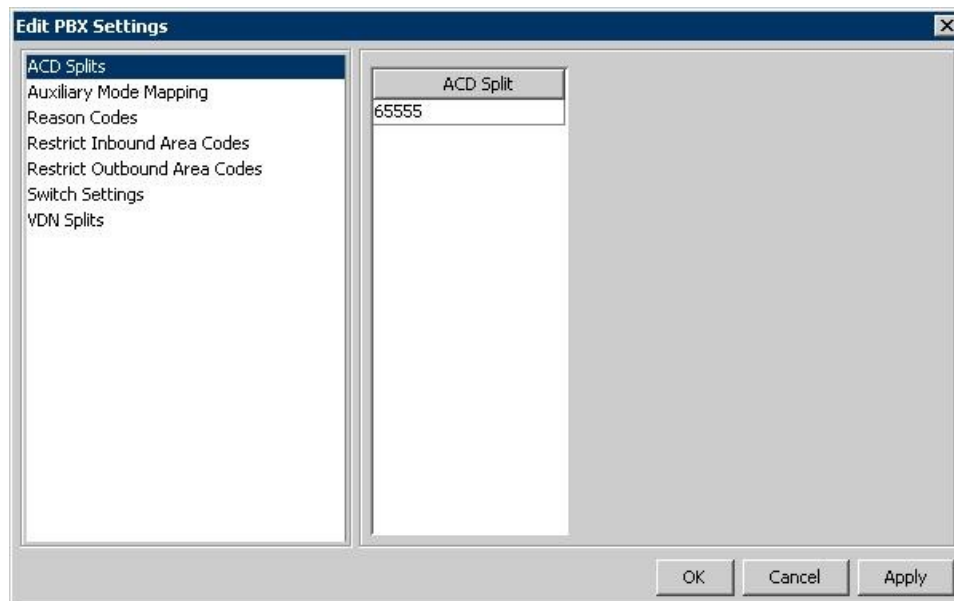 Edit PBX Settings
ACD Splits
Auxiliary Mode Mapping
Reason Codes
Restrict Inbound Area Codes
Restrict Outbound Area Codes
Switch Settings
VDN Splits
ACD Split
65555
OK
Cancel
Apply